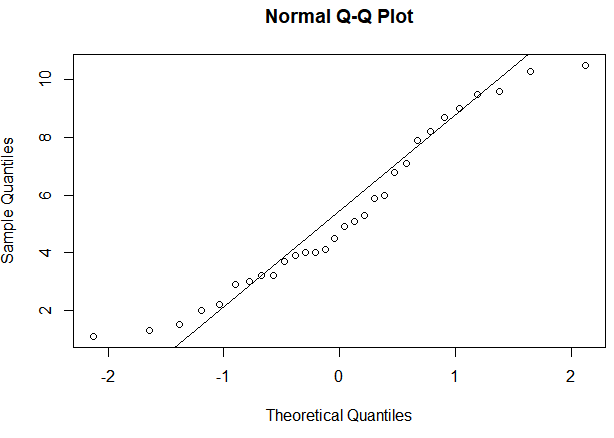 Normal Q-Q Plot
Sample Quantiles
10
8
6
4
2
-2 -1 0 1 2
Theoretical Quantiles